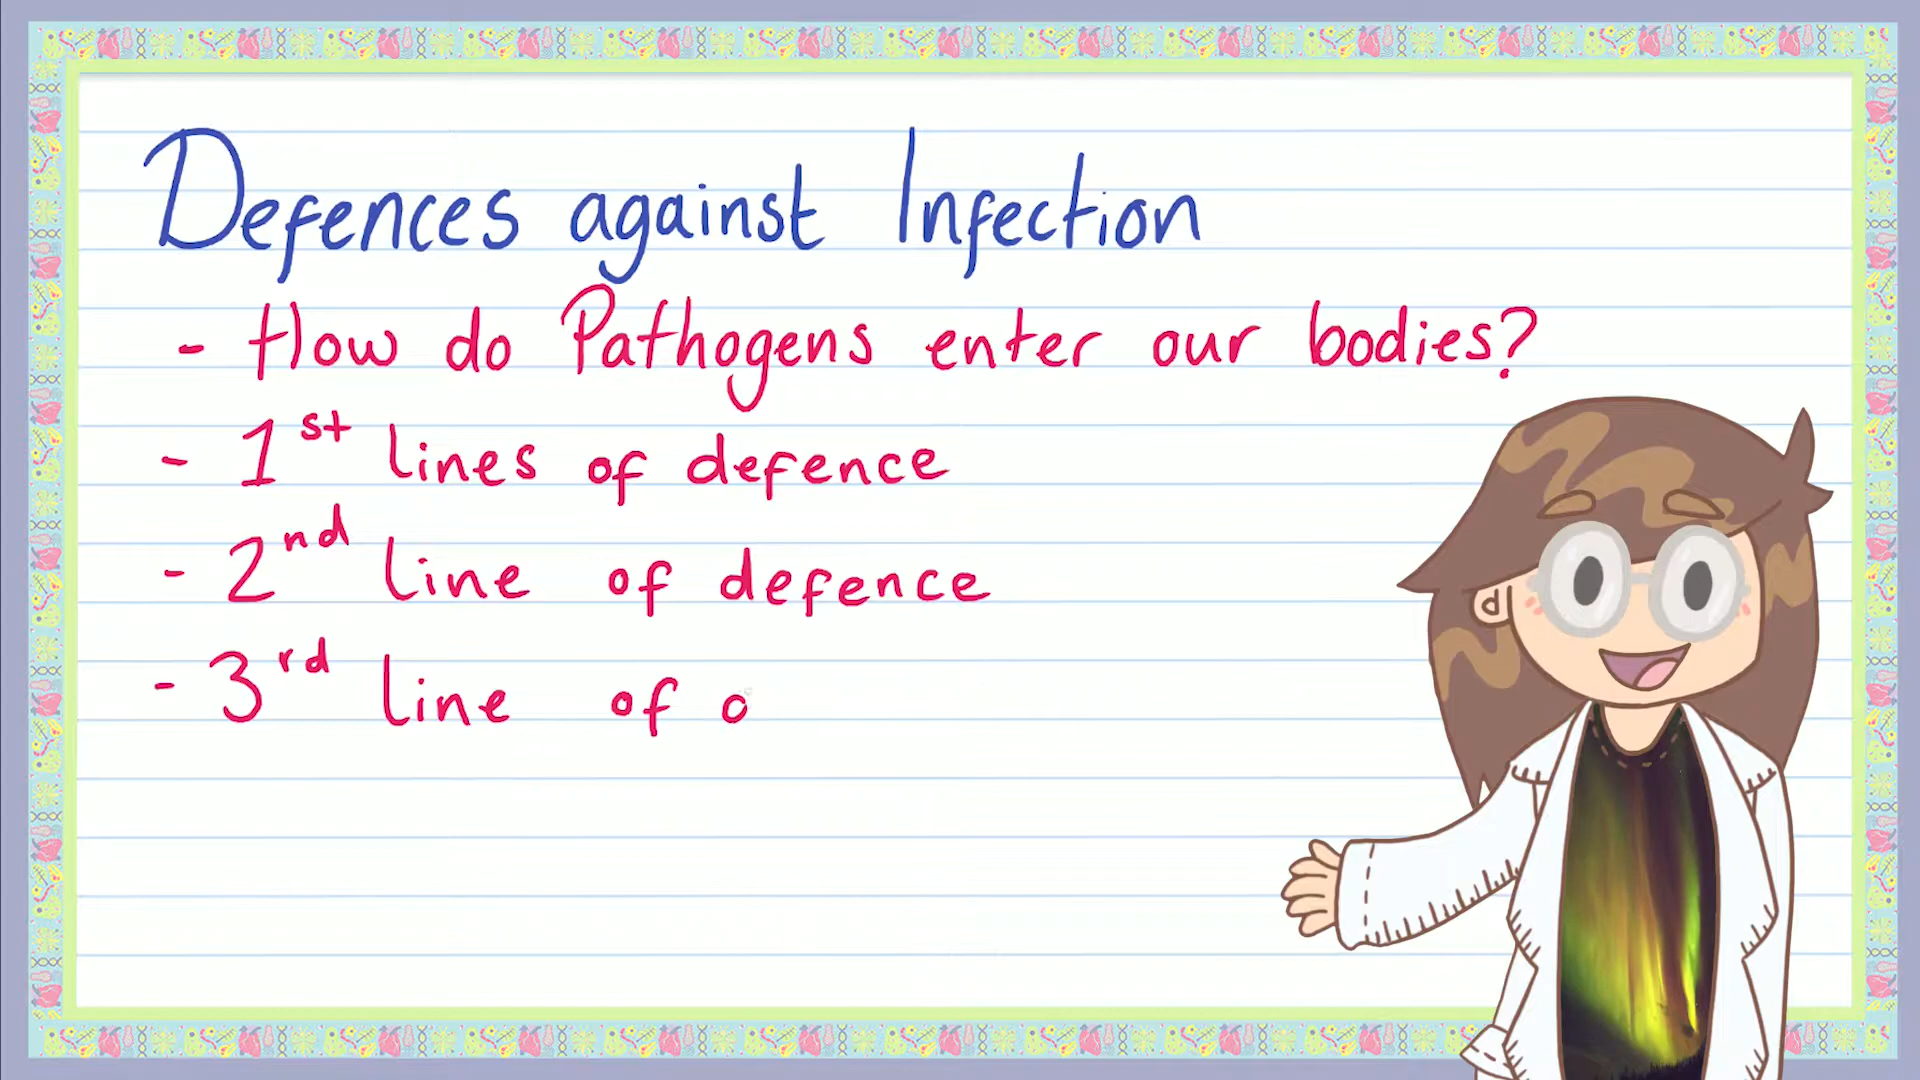 Defences against Infection
- How do Pathogens enter our bodies?
- 1st lines of defence
- 2nd line of defence
- 3rd line of